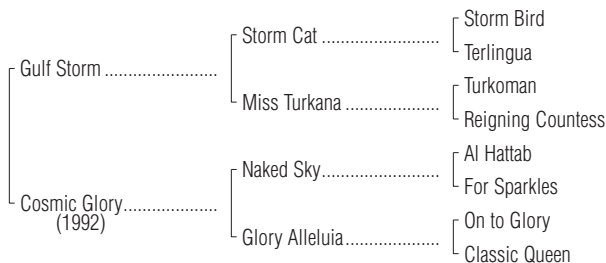 Storm Bird
Storm Cat ...........................
Terlingua
Gulf Storm ..........................
Turkoman
Miss Turkana ......................
Reigning Countess
Al Hattab
Naked Sky...........................
For Sparkles
Cosmic Glory......................
(1992)
On to Glory
Glory Alleluia......................
Classic Queen